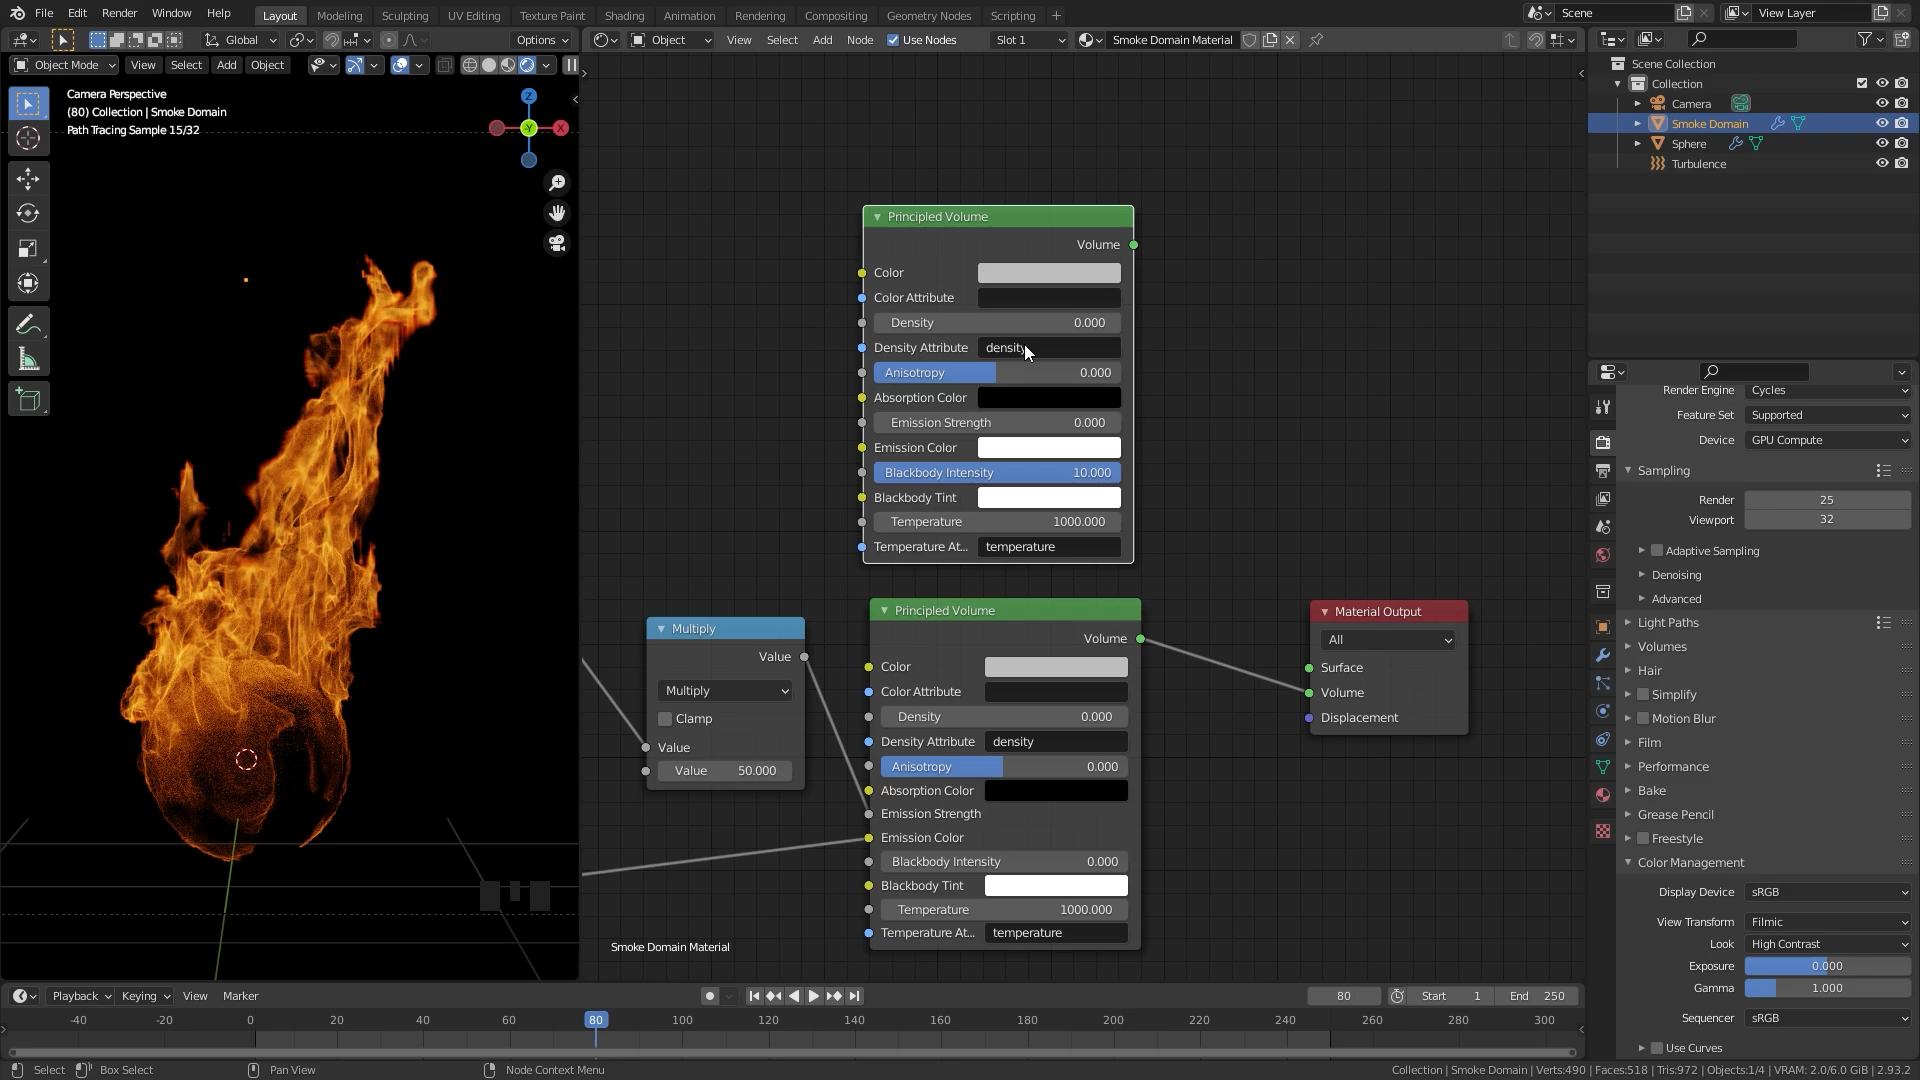 File Edit Render Window Help
Layout Modeling Sculpting UV Editing Texture Paint Shading Animation Rendering Compositing Geometry Nodes Scripting +
Scene
View Layer
Global
Options
Object
View Select Add Node Use Nodes
Slot 1
Smoke Domain Material
Object Mode View Select Add Object
Camera Perspective
(80) Collection | Smoke Domain
Path Tracing Sample 15/32
Z
X
-Y
Scene Collection
Collection
Camera
Smoke Domain
Sphere
Turbulence
Principled Volume
Volume
Color
Color Attribute
Density 0.000
Density Attribute density
Anisotropy 0.000
Absorption Color
Emission Strength 0.000
Emission Color
Blackbody Intensity 10.000
Blackbody Tint
Temperature 1000.000
Temperature At... temperature
Multiply
Value
Multiply
Clamp
Value
Value 50.000
Principled Volume
Volume
Color
Color Attribute
Density 0.000
Density Attribute density
Anisotropy 0.000
Absorption Color
Emission Strength
Emission Color
Blackbody Intensity 0.000
Blackbody Tint
Temperature 1000.000
Temperature At... temperature
Material Output
All
Surface
Volume
Displacement
Smoke Domain Material
Render Engine Cycles
Feature Set Supported
Device GPU Compute
Sampling
Render 25
Viewport 32
Adaptive Sampling
Denoising
Advanced
Light Paths
Volumes
Hair
Simplify
Motion Blur
Film
Performance
Bake
Grease Pencil
Freestyle
Color Management
Display Device sRGB
View Transform Filmic
Look High Contrast
Exposure 0.000
Gamma 1.000
Sequencer sRGB
Use Curves
Playback Keying View Marker
80
Start 1
End 250
-40 -20 0 20 40 60 80 100 120 140 160 180 200 220 240 260 280 300
Select Box Select Pan View Node Context Menu
Collection | Smoke Domain | Verts:490 | Faces:518 | Tris:972 | Objects:1/4 | VRAM: 2.0/6.0 GiB | 2.93.2